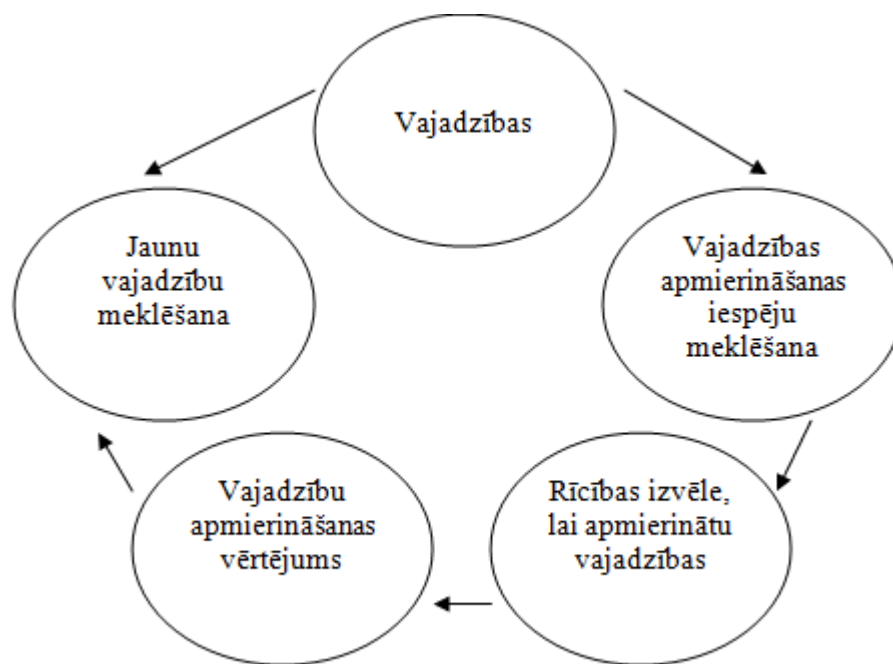 Vajadzības
Jaunu
vajadzību
meklēšana
Vajadzības
apmierināšanas
iespēju
meklēšana
Vajadzību
apmierināšanas
vērtējums
Rīcības izvēle,
lai apmierinātu
vajadzības